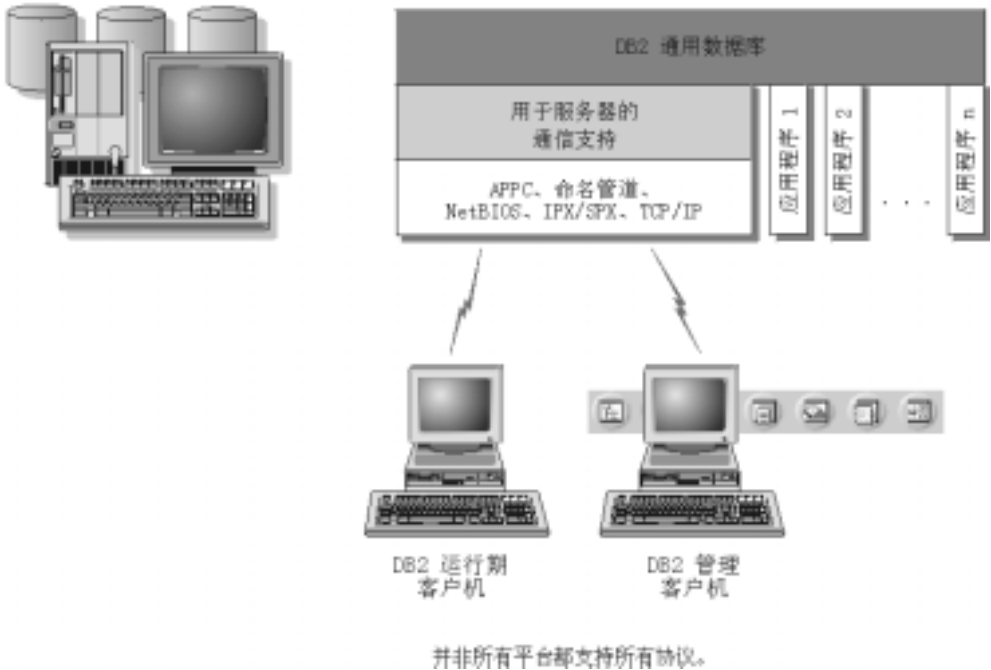 DB2 通用数据库
用于服务器的
通信支持
APPC、命名管道、
NetBIOS、IPX/SPX、TCP/IP
应用程序 1
应用程序 2
. . .
应用程序 n
DB2 运行期
客户机
DB2 管理
客户机
并非所有平台都支持所有协议。